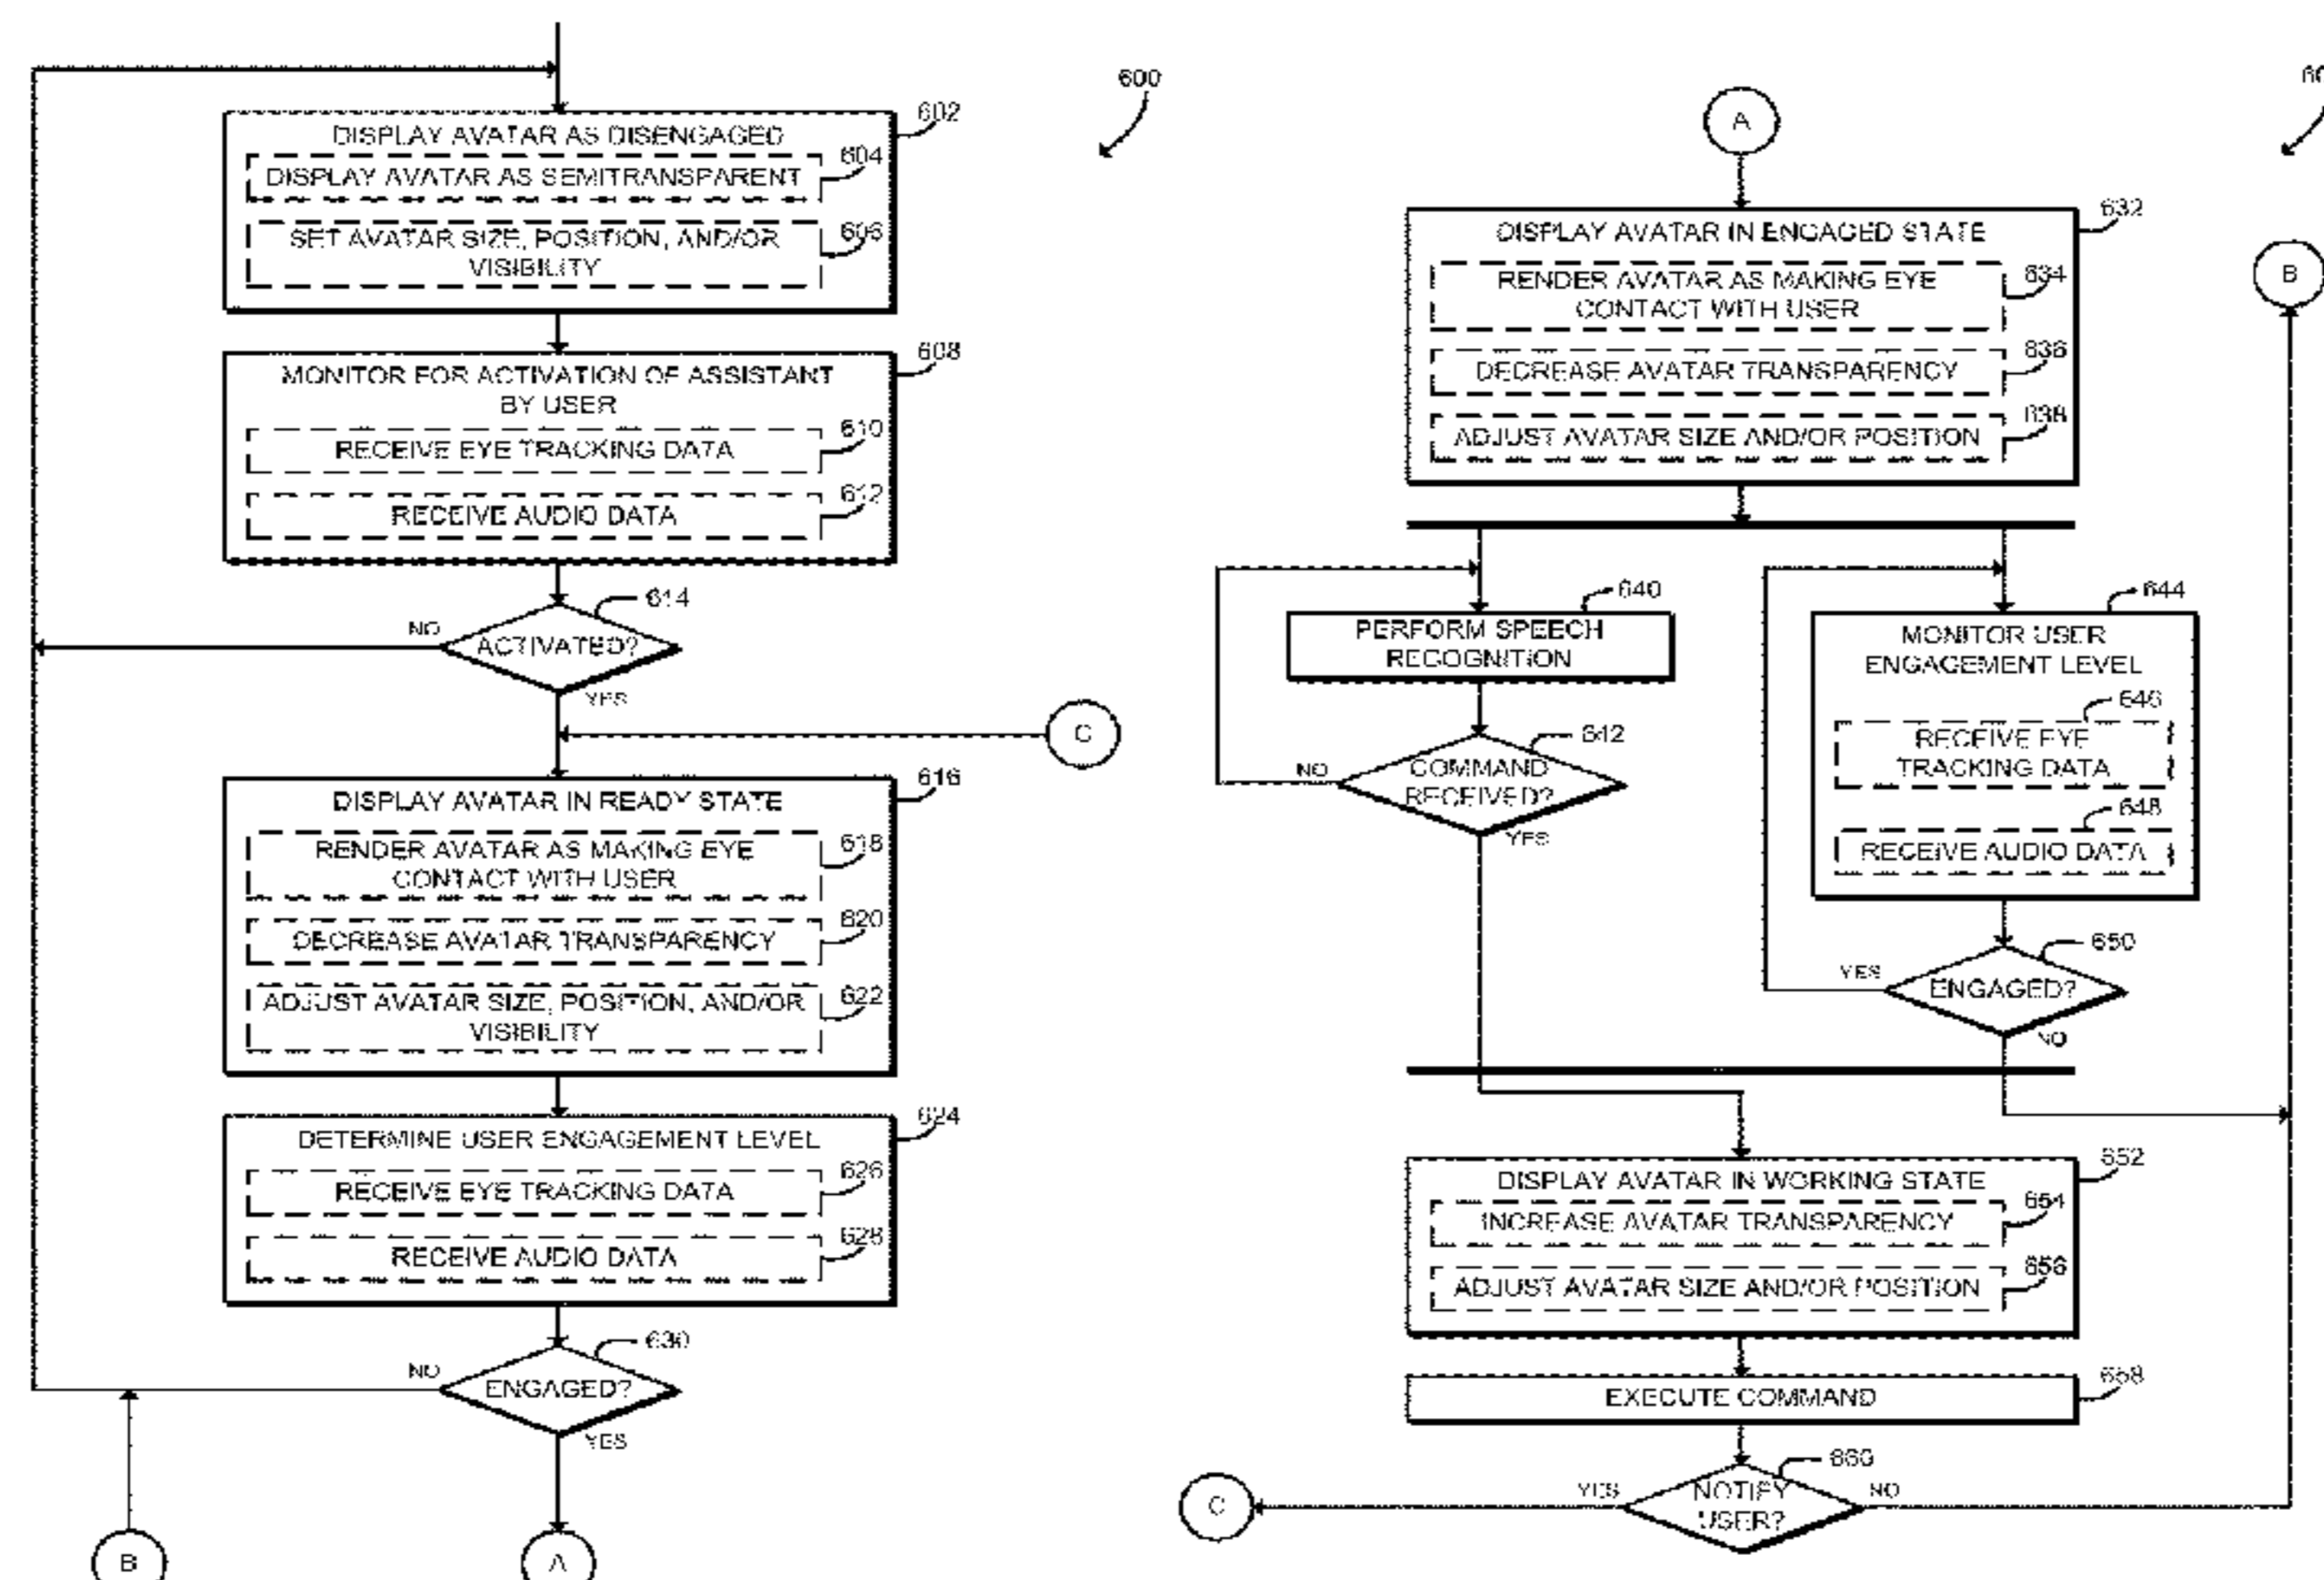 600
602
DISPLAY AVATAR AS DISENGAGED
604
DISPLAY AVATAR AS SEMITRANSPARENT
606
SET AVATAR SIZE, POSITION, AND/OR
VISIBILITY
608
MONITOR FOR ACTIVATION OF ASSISTANT
BY USER
610
RECEIVE EYE TRACKING DATA
612
RECEIVE AUDIO DATA
614
NO
ACTIVATED?
YES
C
616
DISPLAY AVATAR IN READY STATE
618
RENDER AVATAR AS MAKING EYE
CONTACT WITH USER
620
DECREASE AVATAR TRANSPARENCY
622
ADJUST AVATAR SIZE, POSITION, AND/OR
VISIBILITY
624
DETERMINE USER ENGAGEMENT LEVEL
626
RECEIVE EYE TRACKING DATA
628
RECEIVE AUDIO DATA
630
NO
ENGAGED?
YES
B
A
60
A
B
632
DISPLAY AVATAR IN ENGAGED STATE
634
RENDER AVATAR AS MAKING EYE
CONTACT WITH USER
636
DECREASE AVATAR TRANSPARENCY
638
ADJUST AVATAR SIZE AND/OR POSITION
640
PERFORM SPEECH
RECOGNITION
642
NO
COMMAND
RECEIVED?
YES
644
MONITOR USER
ENGAGEMENT LEVEL
646
RECEIVE EYE
TRACKING DATA
648
RECEIVE AUDIO DATA
650
YES
ENGAGED?
NO
652
DISPLAY AVATAR IN WORKING STATE
654
INCREASE AVATAR TRANSPARENCY
656
ADJUST AVATAR SIZE AND/OR POSITION
658
EXECUTE COMMAND
660
C
YES
NOTIFY
USER?
NO